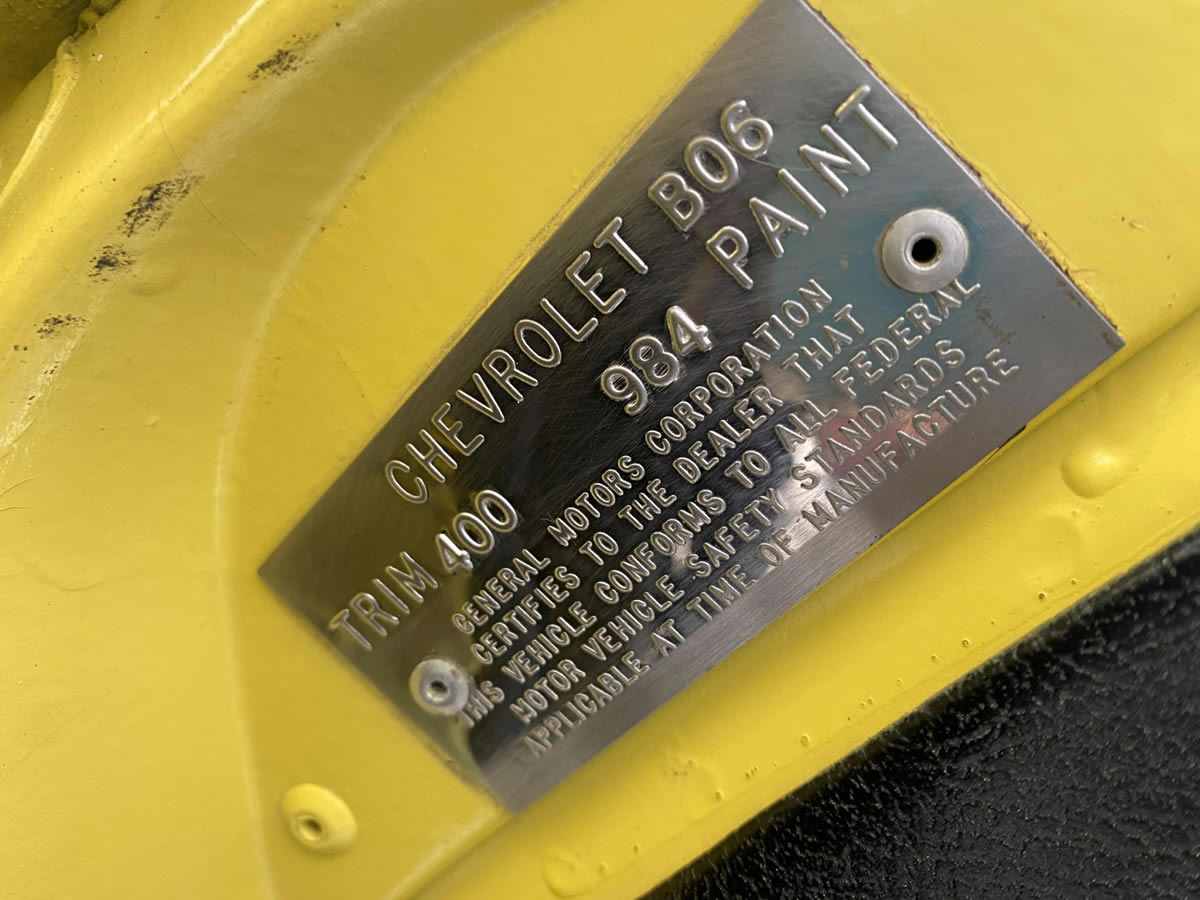 CHEVROLET B06
TRIM 400 984 PAINT
GENERAL MOTORS CORPORATION
CERTIFIES TO THE DEALER THAT
THIS VEHICLE CONFORMS TO ALL FEDERAL
MOTOR VEHICLE SAFETY STANDARDS
APPLICABLE AT TIME OF MANUFACTURE